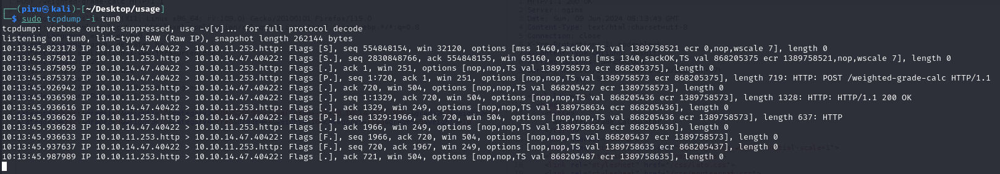 ┌──(piru㉿kali)-[~/Desktop/usage]
└─$ sudo tcpdump -i tun0
tcpdump: verbose output suppressed, use -v[v]... for full protocol decode
listening on tun0, link-type RAW (Raw IP), snapshot length 262144 bytes
10:13:45.823178 IP 10.10.14.47.40422 > 10.10.11.253.http: Flags [S], seq 554848154, win 32120, options [mss 1460,sackOK,TS val 1389758521 ecr 0,nop,wscale 7], length 0
10:13:45.875012 IP 10.10.11.253.http > 10.10.14.47.40422: Flags [S.], seq 2830848766, ack 554848155, win 65160, options [mss 1340,sackOK,TS val 868205375 ecr 1389758521,nop,wscale 7], length 0
10:13:45.875059 IP 10.10.14.47.40422 > 10.10.11.253.http: Flags [.], ack 1, win 251, options [nop,nop,TS val 1389758573 ecr 868205375], length 0
10:13:45.875373 IP 10.10.14.47.40422 > 10.10.11.253.http: Flags [P.], seq 1:720, ack 1, win 251, options [nop,nop,TS val 1389758573 ecr 868205375], length 719: HTTP: POST /weighted-grade-calc HTTP/1.1
10:13:45.926942 IP 10.10.11.253.http > 10.10.14.47.40422: Flags [.], ack 720, win 504, options [nop,nop,TS val 868205427 ecr 1389758573], length 0
10:13:45.936598 IP 10.10.11.253.http > 10.10.14.47.40422: Flags [.], seq 1:1329, ack 720, win 504, options [nop,nop,TS val 868205436 ecr 1389758573], length 1328: HTTP: HTTP/1.1 200 OK
10:13:45.936616 IP 10.10.14.47.40422 > 10.10.11.253.http: Flags [.], ack 1329, win 249, options [nop,nop,TS val 1389758634 ecr 868205436], length 0
10:13:45.936626 IP 10.10.11.253.http > 10.10.14.47.40422: Flags [P.], seq 1329:1966, ack 720, win 504, options [nop,nop,TS val 868205436 ecr 1389758573], length 637: HTTP
10:13:45.936628 IP 10.10.14.47.40422 > 10.10.11.253.http: Flags [.], ack 1966, win 249, options [nop,nop,TS val 1389758634 ecr 868205436], length 0
10:13:45.936633 IP 10.10.11.253.http > 10.10.14.47.40422: Flags [F.], seq 1966, ack 720, win 504, options [nop,nop,TS val 868205437 ecr 1389758573], length 0
10:13:45.937637 IP 10.10.14.47.40422 > 10.10.11.253.http: Flags [F.], seq 720, ack 1967, win 249, options [nop,nop,TS val 1389758635 ecr 868205437], length 0
10:13:45.987989 IP 10.10.11.253.http > 10.10.14.47.40422: Flags [.], ack 721, win 504, options [nop,nop,TS val 868205487 ecr 1389758635], length 0